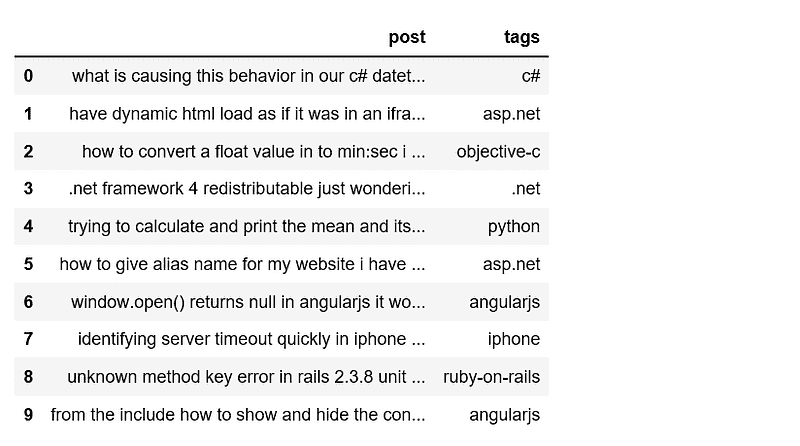 post tags
0 what is causing this behavior in our c# datet... c#
1 have dynamic html load as if it was in an ifra... asp.net
2 how to convert a float value in to min:sec i ... objective-c
3 .net framework 4 redistributable just wonderi... .net
4 trying to calculate and print the mean and its... python
5 how to give alias name for my website i have ... asp.net
6 window.open() returns null in angularjs it wo... angularjs
7 identifying server timeout quickly in iphone ... iphone
8 unknown method key error in rails 2.3.8 unit ... ruby-on-rails
9 from the include how to show and hide the con... angularjs